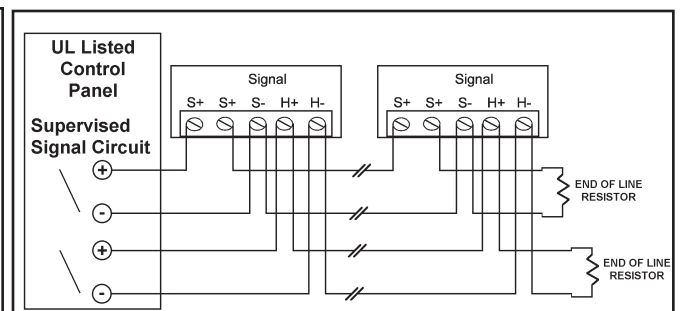 UL Listed
Control
Panel
Supervised
Signal Circuit
+
-
+
-
Signal
S+ S+ S- H+ H-
Signal
S+ S+ S- H+ H-
END OF LINE
RESISTOR
END OF LINE
RESISTOR